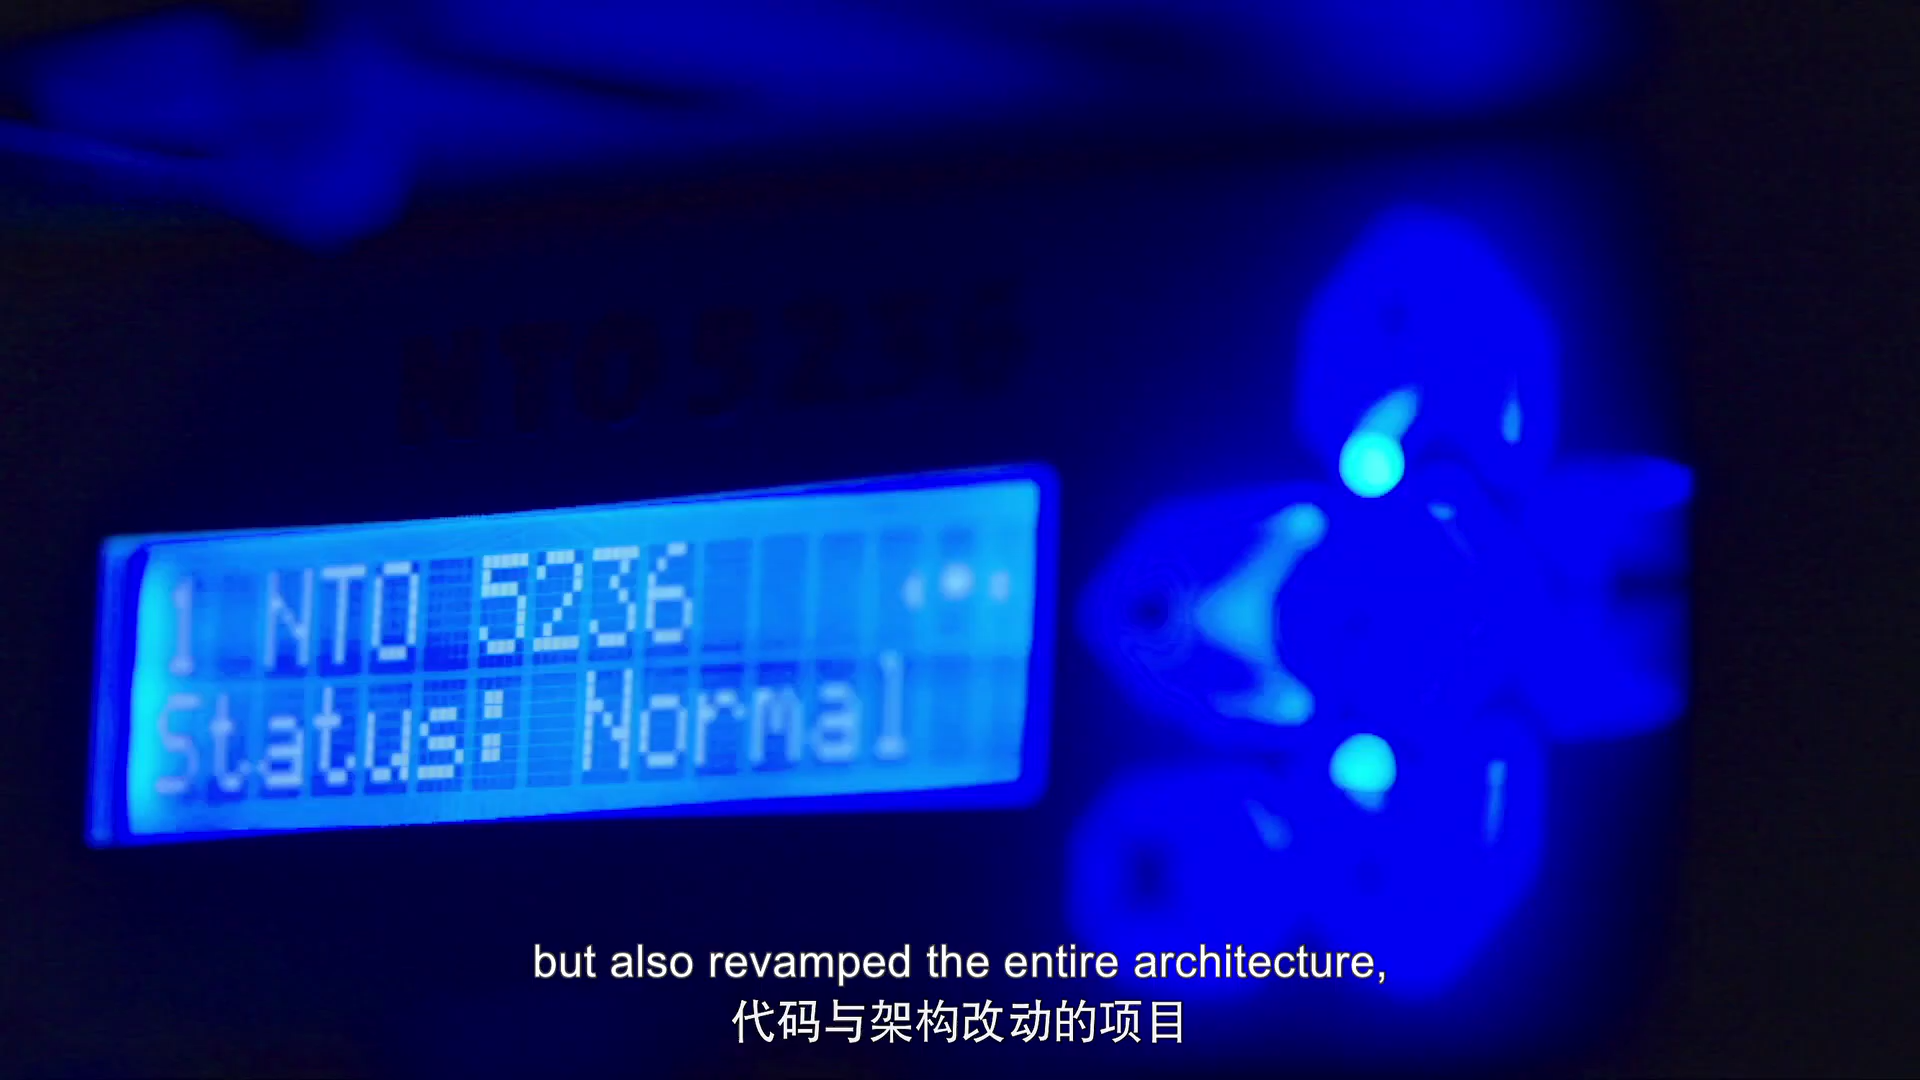 NTO5236
1 NTO 5236
Status: Normal
but also revamped the entire architecture,
代码与架构改动的项目